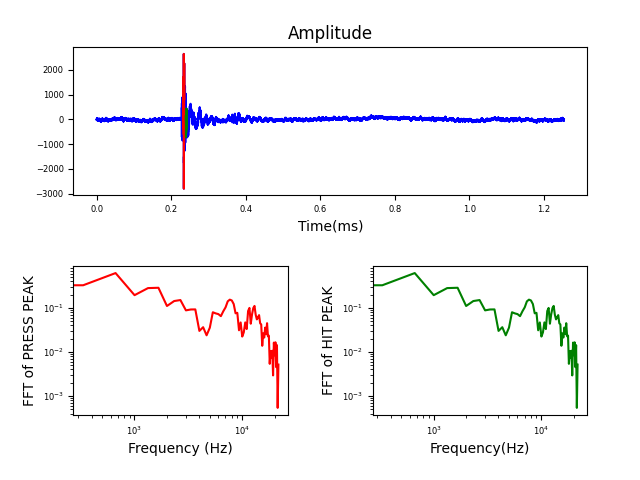 Amplitude
2000
1000
0
−1000
−2000
−3000
0.0 0.2 0.4 0.6 0.8 1.0 1.2
Time(ms)
FFT of PRESS PEAK
10⁻¹
10⁻²
10⁻³
10³ 10⁴
Frequency (Hz)
FFT of HIT PEAK
10⁻¹
10⁻²
10⁻³
10³ 10⁴
Frequency(Hz)